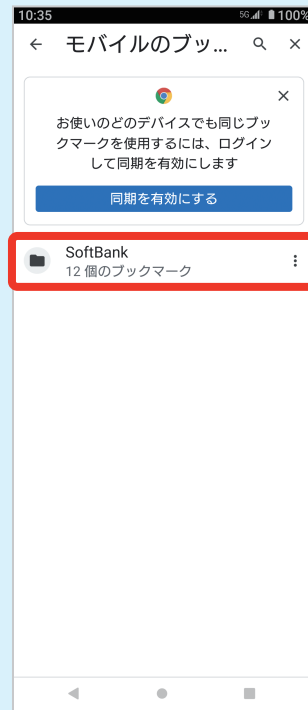 10:35 5G 100%
モバイルのブッ...
お使いのどのデバイスでも同じブッ
クマークを使用するには、ログイン
して同期を有効にします
同期を有効にする
SoftBank
12 個のブックマーク